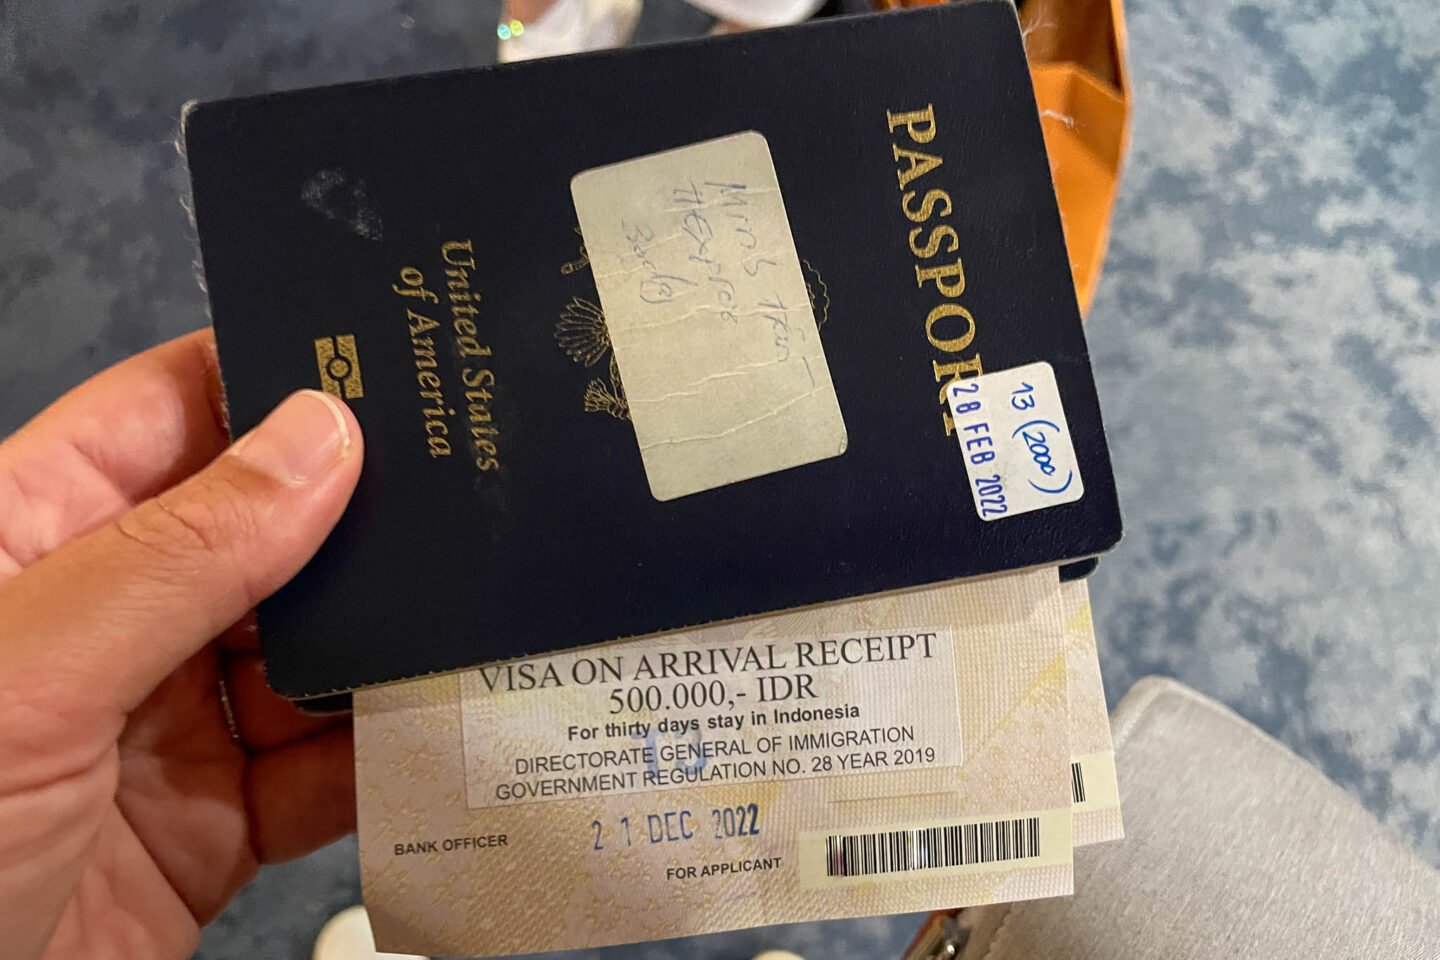 PASSPORT
United States
of America
13 (2000)
28 FEB 2022
VISA ON ARRIVAL RECEIPT
500.000,- IDR
For thirty days stay in Indonesia
DIRECTORATE GENERAL OF IMMIGRATION
GOVERNMENT REGULATION NO. 28 YEAR 2019
BANK OFFICER
21 DEC 2022
FOR APPLICANT